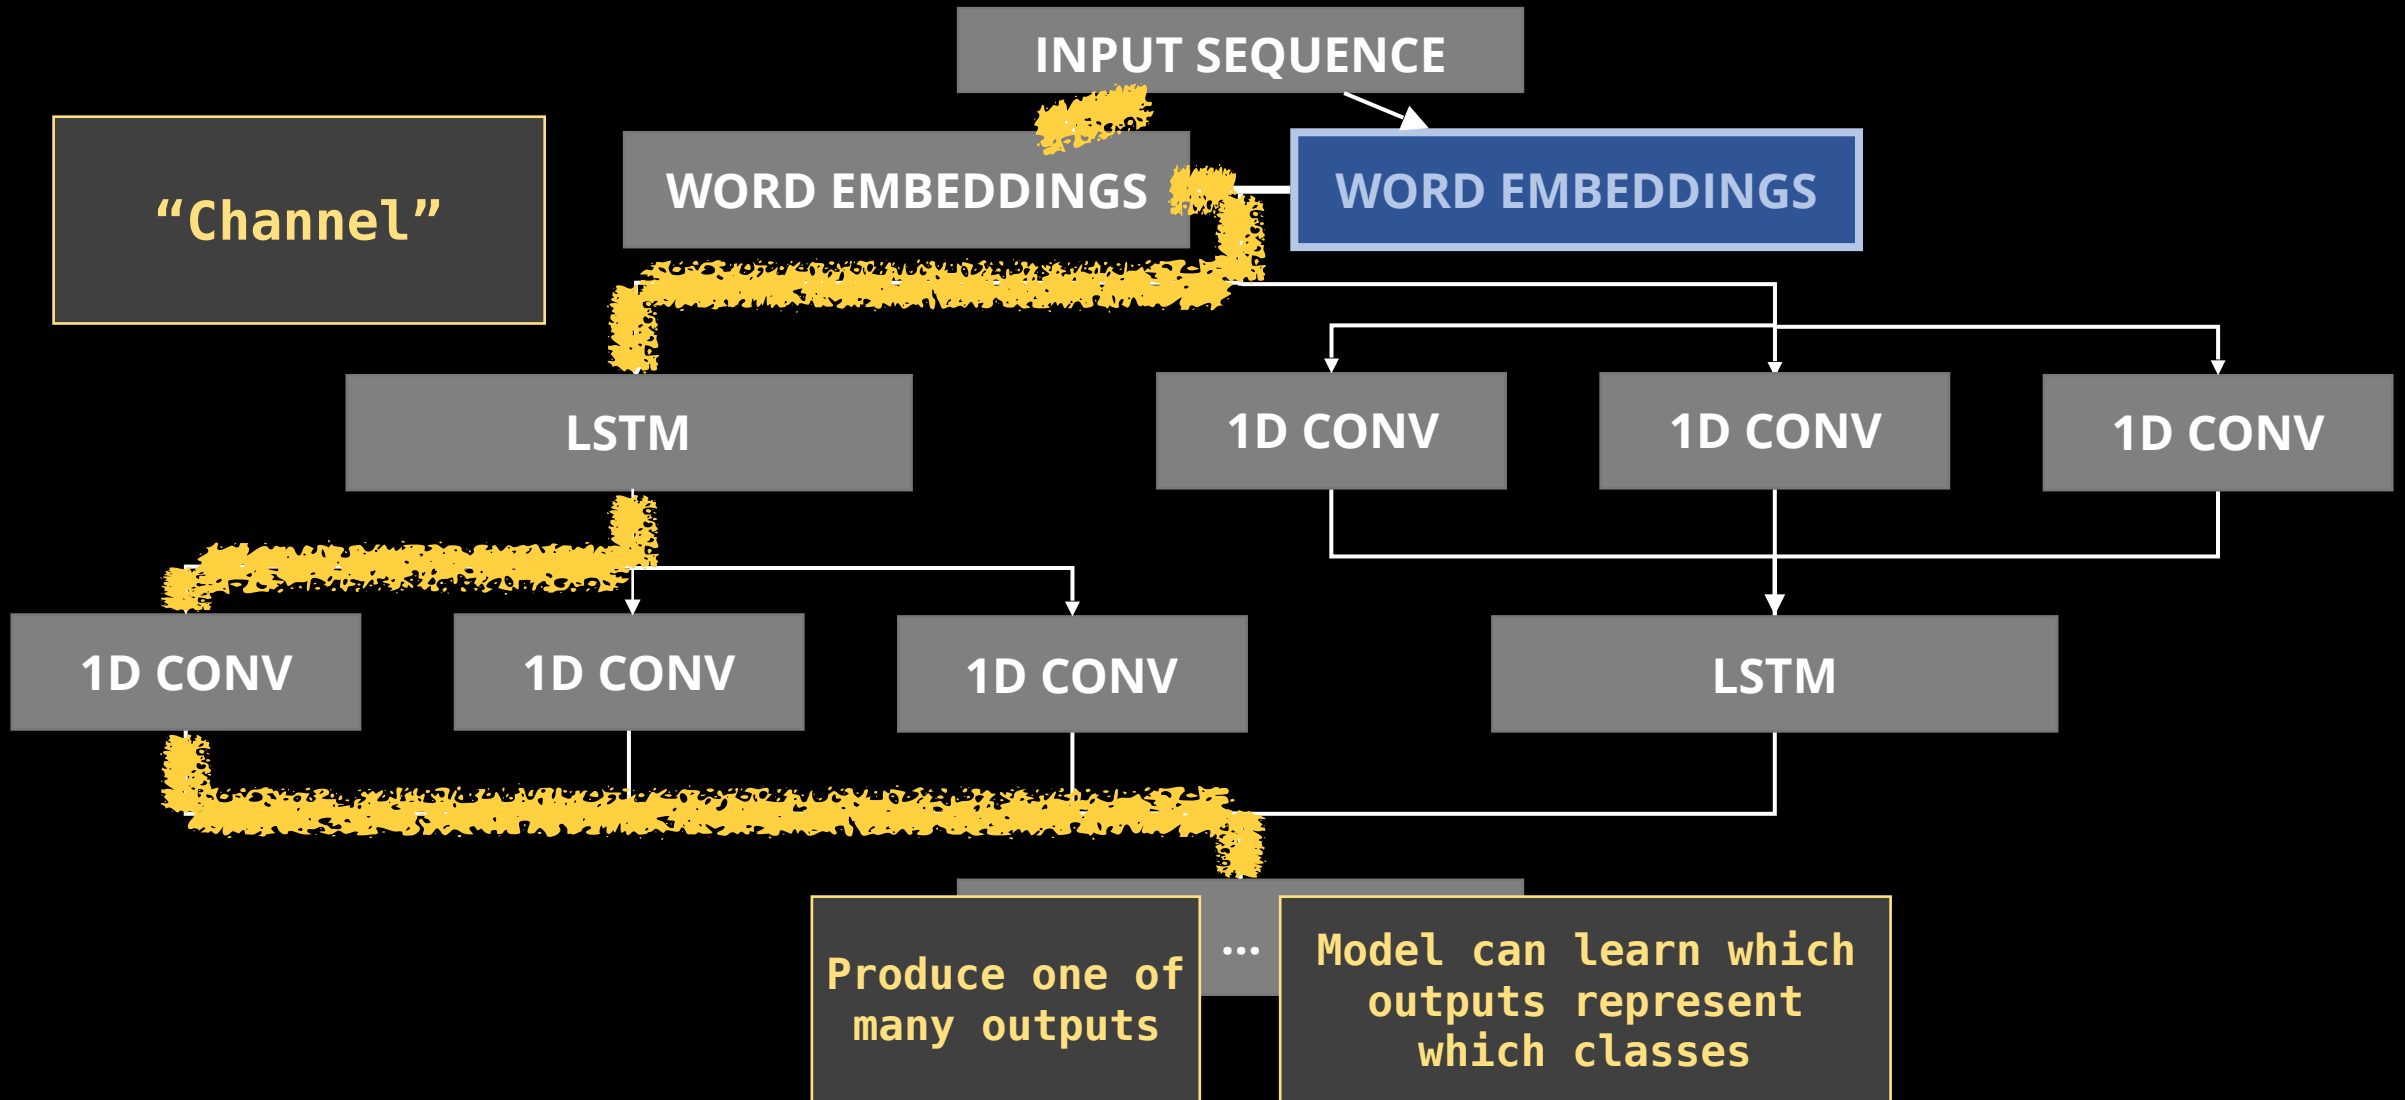 INPUT SEQUENCE
“Channel”
WORD EMBEDDINGS
WORD EMBEDDINGS
LSTM
1D CONV
1D CONV
1D CONV
1D CONV
1D CONV
1D CONV
LSTM
Produce one of
many outputs
...
Model can learn which
outputs represent
which classes